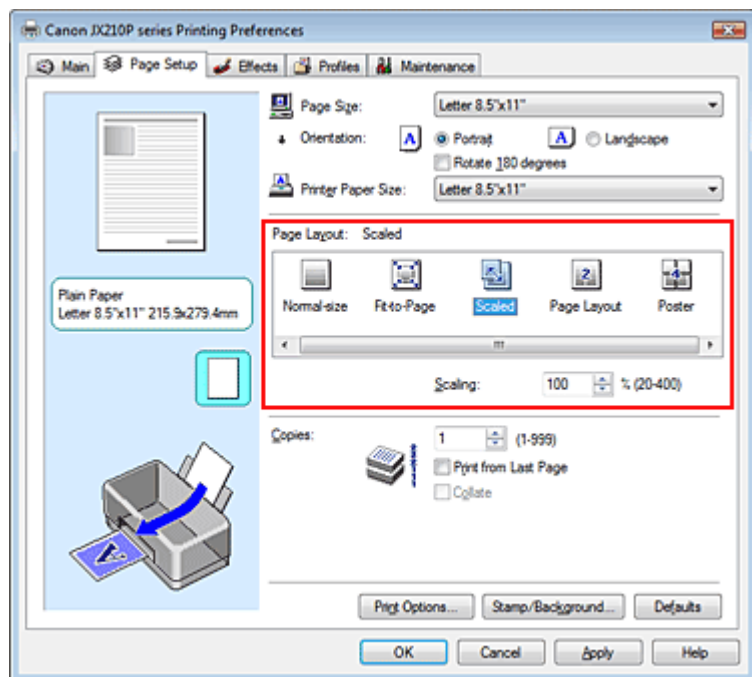 Canon JX210P series Printing Preferences
Main Page Setup Effects Profiles Maintenance
Page Size: Letter 8.5"x11"
Orientation: A Portrait A Landscape
Rotate 180 degrees
Printer Paper Size: Letter 8.5"x11"
Page Layout: Scaled
Normal-size Fit-to-Page Scaled Page Layout Poster
Plain Paper
Letter 8.5"x11" 215.9x279.4mm
Scaling: 100 % (20-400)
Copies: 1 (1-999)
Print from Last Page
Collate
Print Options... Stamp/Background... Defaults
OK Cancel Apply Help